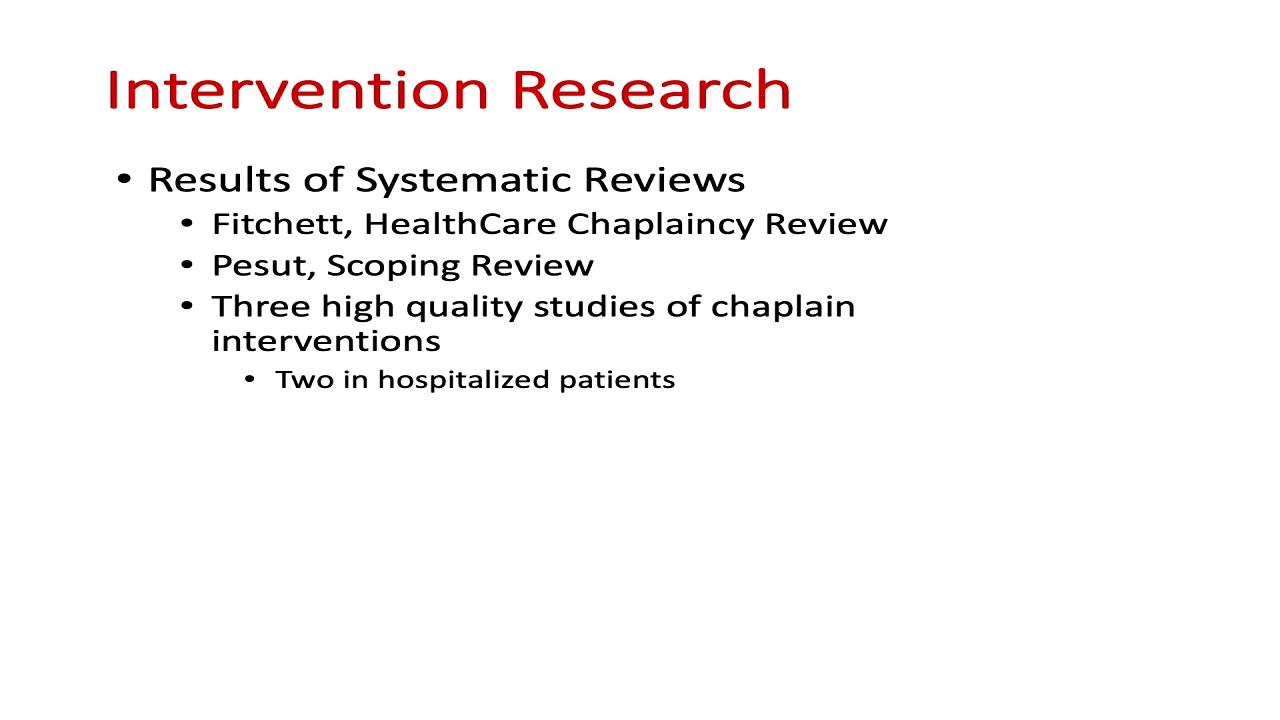 Intervention Research
• Results of Systematic Reviews
• Fitchett, HealthCare Chaplaincy Review
• Pesut, Scoping Review
• Three high quality studies of chaplain
interventions
• Two in hospitalized patients